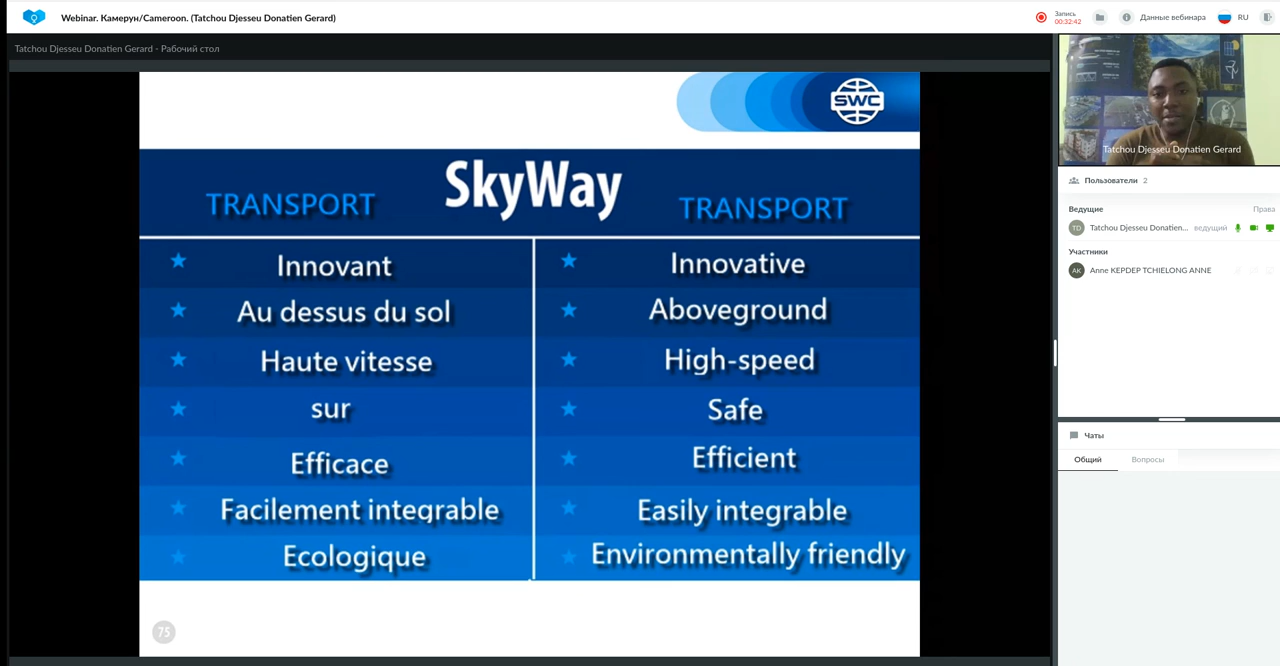 Webinar. Камерун/Cameroon. (Tatchou Djesseu Donatien Gerard)
Запись
00:32:42
Данные вебинара
RU
Tatchou Djesseu Donatien Gerard - Рабочий стол
SWC
TRANSPORT
SkyWay
TRANSPORT
Innovant
Innovative
Au dessus du sol
Aboveground
Haute vitesse
High-speed
sur
Safe
Efficace
Efficient
Facilement integrable
Easily integrable
Ecologique
Environmentally friendly
75
Tatchou Djesseu Donatien Gerard
Пользователи 2
Ведущие
Права
TD
Tatchou Djesseu Donatien...
ведущий
Участники
AK
Anne KEPDEP TCHIELONG ANNE
Чаты
Общий
Вопросы